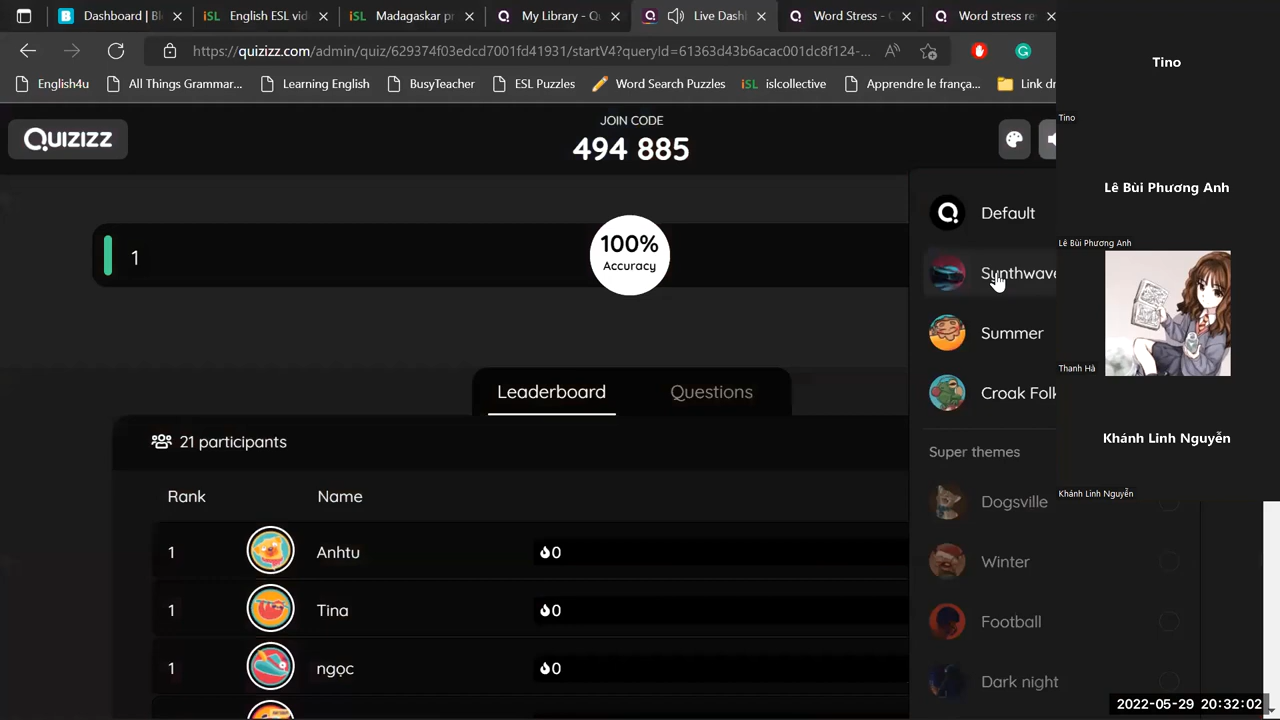 Dashboard | Bl
English ESL vid
Madagaskar pr
My Library - Qu
Live Dash
Word Stress - Q
Word stress re
https://quizizz.com/admin/quiz/629374f03edcd7001fd41931/startV4?queryId=61363d43b6acac001dc8f124-...
English4u
All Things Grammar...
Learning English
BusyTeacher
ESL Puzzles
Word Search Puzzles
islcollective
Apprendre le françа...
Link dr
Quizizz
JOIN CODE
494 885
1
100%
Accuracy
Default
Synthwave
Summer
Croak Folk
Super themes
Dogsville
Winter
Football
Dark night
Leaderboard
Questions
21 participants
Rank
Name
1
Anhtu
0
1
Tina
0
1
ngọc
0
Tino
Tino
Lê Bùi Phương Anh
Lê Bùi Phương Anh
Thanh Hà
Khánh Linh Nguyễn
Khánh Linh Nguyễn
2022-05-29 20:32:02